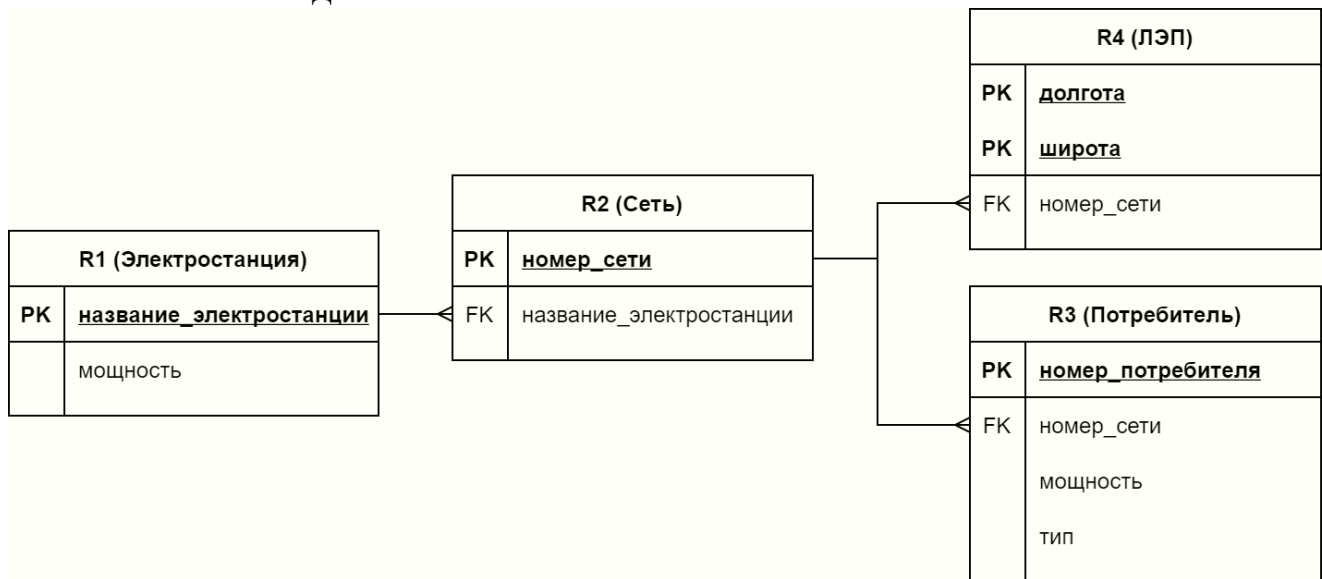 R4 (ЛЭП)
PK долгота
PK широта
FK номер_сети
R2 (Сеть)
PK номер_сети
FK название_электростанции
R1 (Электростанция)
PK название_электростанции
мощность
R3 (Потребитель)
PK номер_потребителя
FK номер_сети
мощность
тип